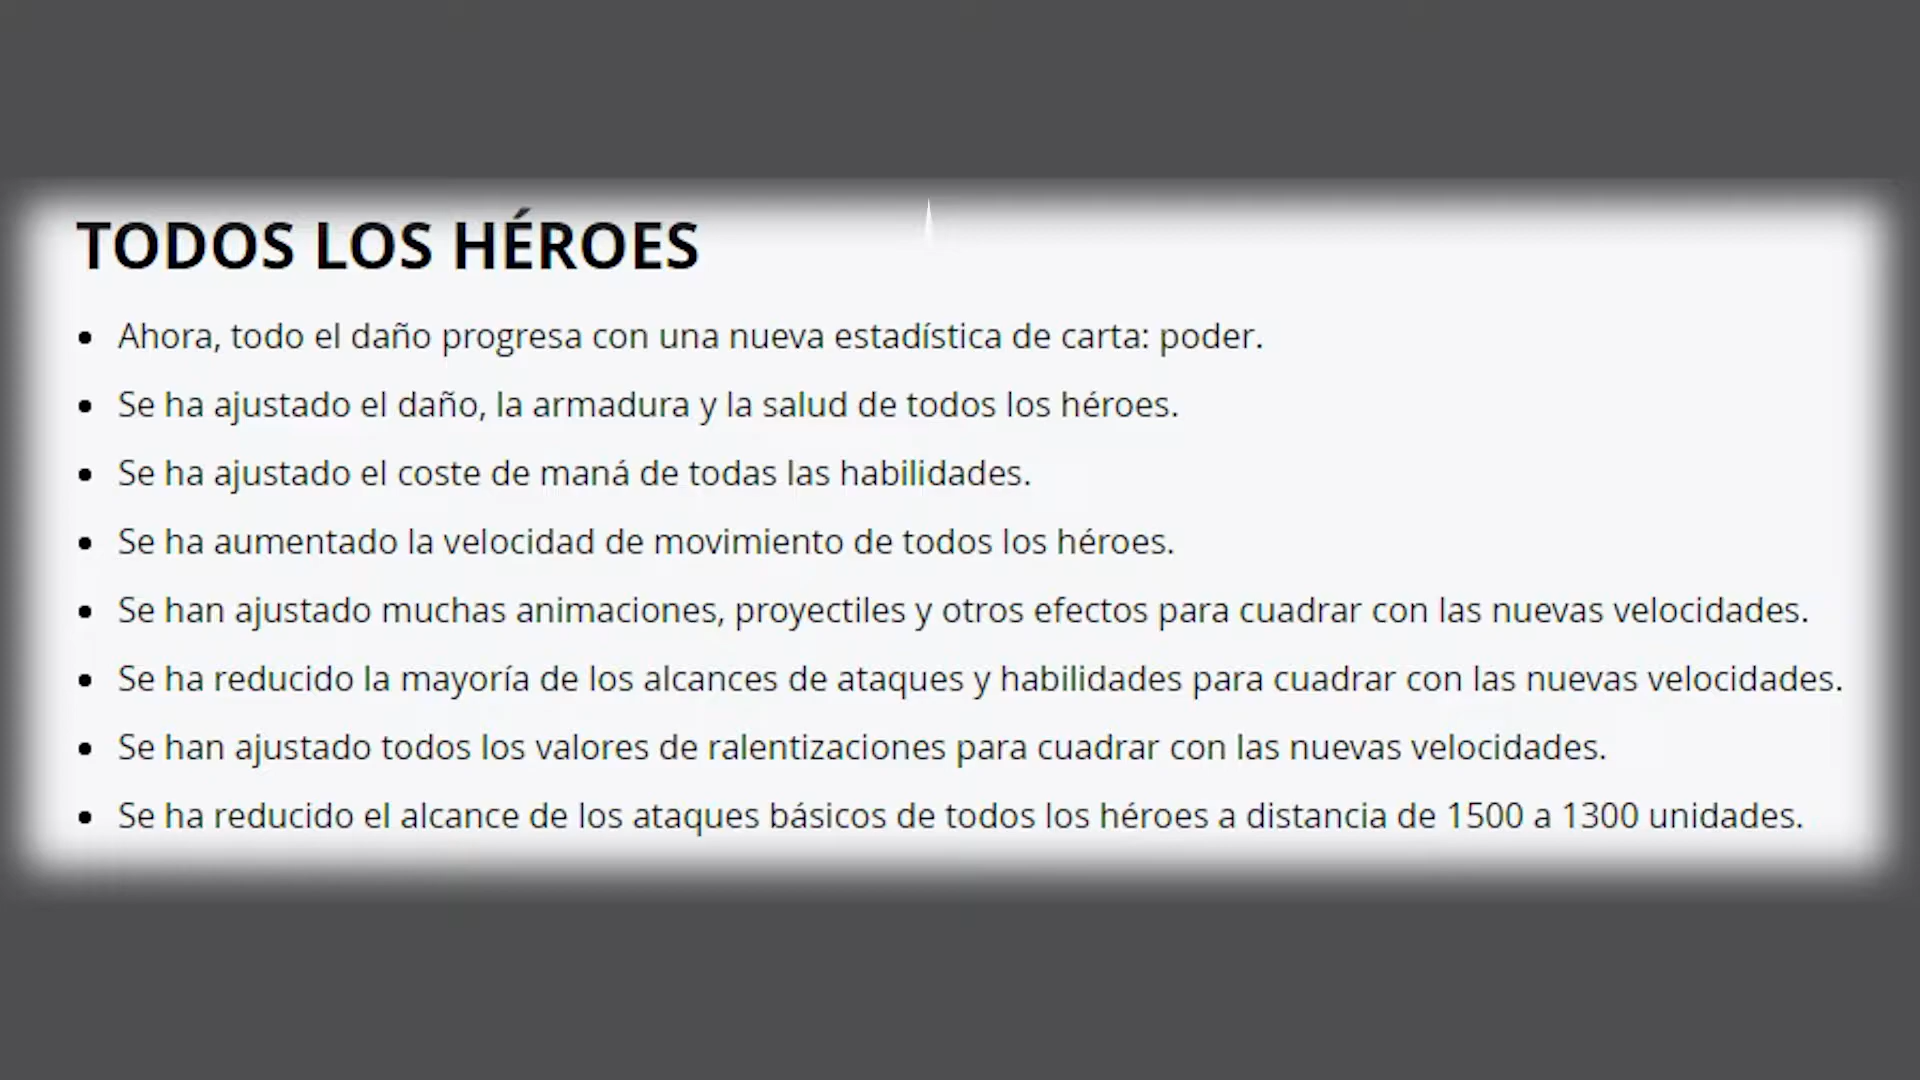 TODOS LOS HÉROES
• Ahora, todo el daño progresa con una nueva estadística de carta: poder.
• Se ha ajustado el daño, la armadura y la salud de todos los héroes.
• Se ha ajustado el coste de maná de todas las habilidades.
• Se ha aumentado la velocidad de movimiento de todos los héroes.
• Se han ajustado muchas animaciones, proyectiles y otros efectos para cuadrar con las nuevas velocidades.
• Se ha reducido la mayoría de los alcances de ataques y habilidades para cuadrar con las nuevas velocidades.
• Se han ajustado todos los valores de ralentizaciones para cuadrar con las nuevas velocidades.
• Se ha reducido el alcance de los ataques básicos de todos los héroes a distancia de 1500 a 1300 unidades.